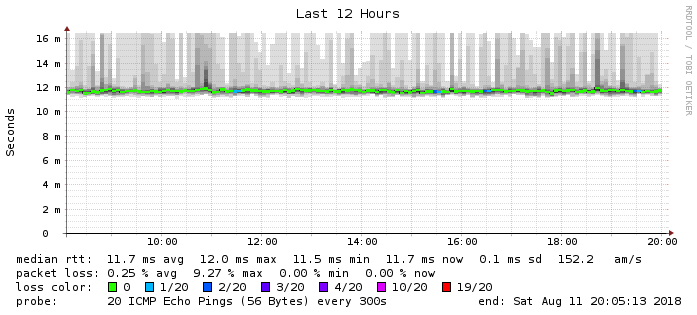 Last 12 Hours
RRDTOOL / TOBI OETIKER
Seconds
16 m
14 m
12 m
10 m
8 m
6 m
4 m
2 m
0
10:00 12:00 14:00 16:00 18:00 20:00
median rtt: 11.7 ms avg 12.0 ms max 11.5 ms min 11.7 ms now 0.1 ms sd 152.2 am/s
packet loss: 0.25 % avg 9.27 % max 0.00 % min 0.00 % now
loss color: 0 1/20 2/20 3/20 4/20 10/20 19/20
probe: 20 ICMP Echo Pings (56 Bytes) every 300s end: Sat Aug 11 20:05:13 2018